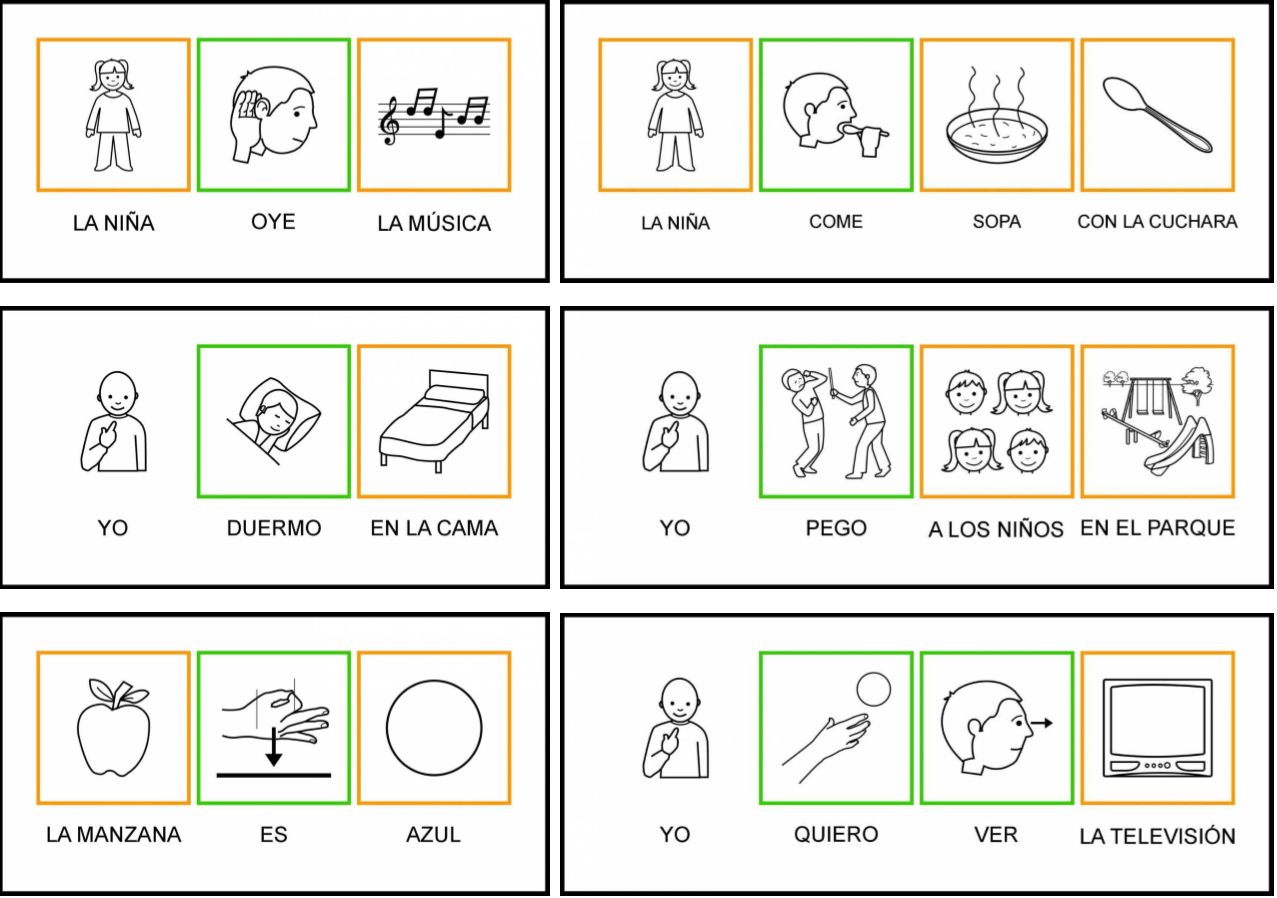 LA NIÑA OYE LA MÚSICA
LA NIÑA COME SOPA CON LA CUCHARA
YO DUERMO EN LA CAMA
YO PEGO A LOS NIÑOS EN EL PARQUE
LA MANZANA ES AZUL
YO QUIERO VER LA TELEVISIÓN